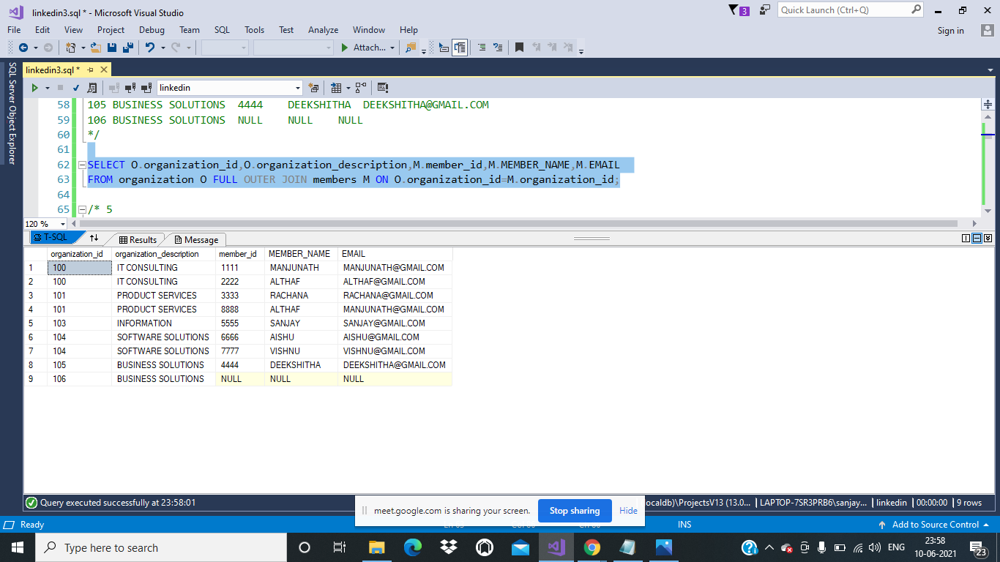 linkedin3.sql * - Microsoft Visual Studio
3
Quick Launch (Ctrl+Q)
File Edit View Project Debug Team SQL Tools Test Analyze Window Help
Sign in
Attach...
SQL Server Object Explorer
linkedin3.sql *
linkedin
58 105 BUSINESS SOLUTIONS 4444 DEEKSHITHA DEEKSHITHA@GMAIL.COM
59 106 BUSINESS SOLUTIONS NULL NULL NULL
60 */
61
62 SELECT O.organization_id,O.organization_description,M.member_id,M.MEMBER_NAME,M.EMAIL
63 FROM organization O FULL OUTER JOIN members M ON O.organization_id=M.organization_id;
64
65 /* 5
120 %
T-SQL Results Message
organization_id organization_description member_id MEMBER_NAME EMAIL
1 100 IT CONSULTING 1111 MANJUNATH MANJUNATH@GMAIL.COM
2 100 IT CONSULTING 2222 ALTHAF ALTHAF@GMAIL.COM
3 101 PRODUCT SERVICES 3333 RACHANA RACHANA@GMAIL.COM
4 101 PRODUCT SERVICES 8888 ALTHAF MANJUNATH@GMAIL.COM
5 103 INFORMATION 5555 SANJAY SANJAY@GMAIL.COM
6 104 SOFTWARE SOLUTIONS 6666 AISHU AISHU@GMAIL.COM
7 104 SOFTWARE SOLUTIONS 7777 VISHNU VISHNU@GMAIL.COM
8 105 BUSINESS SOLUTIONS 4444 DEEKSHITHA DEEKSHITHA@GMAIL.COM
9 106 BUSINESS SOLUTIONS NULL NULL NULL
Query executed successfully at 23:58:01
ocaldb)\ProjectsV13 (13.0... LAPTOP-7SR3PRB6\sanjay... linkedin 00:00:00 9 rows
meet.google.com is sharing your screen. Stop sharing Hide
Ready
INS
Add to Source Control
Type here to search
ENG
23:58
10-06-2021
23